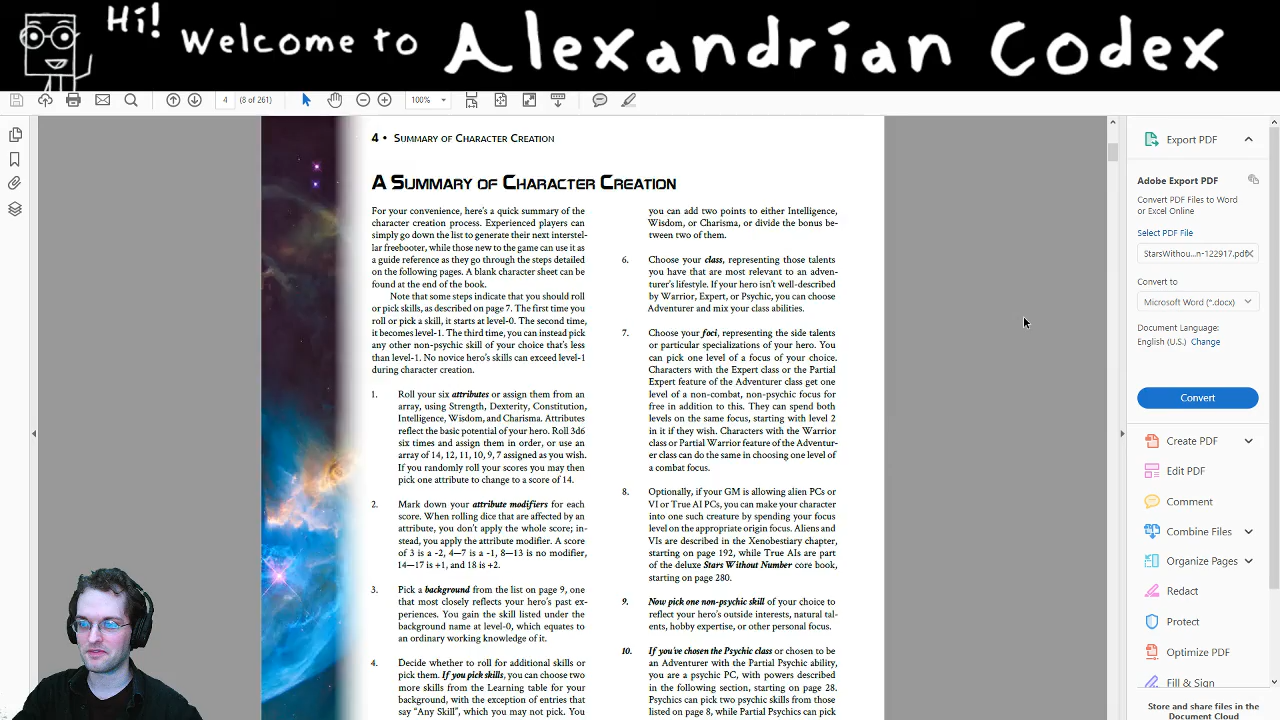 Hi! Welcome to Alexandrian Codex
4
(8 of 261)
100%
4 • Summary of Character Creation
A Summary of Character Creation
For your convenience, here's a quick summary of the
character creation process. Experienced players can
simply go down the list to generate their next interstel-
lar freebooter, while those new to the game can use it as
a guide reference as they go through the steps detailed
on the following pages. A blank character sheet can be
found at the end of the book.
Note that some steps indicate that you should roll
or pick skills, as described on page 7. The first time you
roll or pick a skill, it starts at level-0. The second time,
it becomes level-1. The third time, you can instead pick
any other non-psychic skill of your choice that's less
than level-1. No novice hero's skills can exceed level-1
during character creation.
1. Roll your six attributes or assign them from an
array, using Strength, Dexterity, Constitution,
Intelligence, Wisdom, and Charisma. Attributes
reflect the basic potential of your hero. Roll 3d6
six times and assign them in order, or use an
array of 14, 12, 11, 10, 9, 7 assigned as you wish.
If you randomly roll your scores you may then
pick one attribute to change to a score of 14.
2. Mark down your attribute modifiers for each
score. When rolling dice that are affected by an
attribute, you don't apply the whole score; in-
stead, you apply the attribute modifier. A score
of 3 is a -2, 4—7 is a -1, 8—13 is no modifier,
14—17 is +1, and 18 is +2.
3. Pick a background from the list on page 9, one
that most closely reflects your hero's past ex-
periences. You gain the skill listed under the
background name at level-0, which equates to
an ordinary working knowledge of it.
4. Decide whether to roll for additional skills or
pick them. If you pick skills, you can choose two
more skills from the Learning table for your
background, with the exception of entries that
say "Any Skill", which you may not pick. You
you can add two points to either Intelligence,
Wisdom, or Charisma, or divide the bonus be-
tween two of them.
6. Choose your class, representing those talents
you have that are most relevant to an adven-
turer's lifestyle. If your hero isn't well-described
by Warrior, Expert, or Psychic, you can choose
Adventurer and mix your class abilities.
7. Choose your foci, representing the side talents
or particular specializations of your hero. You
can pick one level of a focus of your choice.
Characters with the Expert class or the Partial
Expert feature of the Adventurer class get one
level of a non-combat, non-psychic focus for
free in addition to this. They can spend both
levels on the same focus, starting with level 2
in it if they wish. Characters with the Warrior
class or Partial Warrior feature of the Adventur-
er class can do the same in choosing one level of
a combat focus.
8. Optionally, if your GM is allowing alien PCs or
VI or True AI PCs, you can make your character
into one such creature by spending your focus
level on the appropriate origin focus. Aliens and
VIs are described in the Xenobestiary chapter,
starting on page 192, while True AIs are part
of the deluxe Stars Without Number core book,
starting on page 280.
9. Now pick one non-psychic skill of your choice to
reflect your hero's outside interests, natural tal-
ents, hobby expertise, or other personal focus.
10. If you've chosen the Psychic class or chosen to be
an Adventurer with the Partial Psychic ability,
you are a psychic PC, with powers described
in the following section, starting on page 28.
Psychics can pick two psychic skills from those
listed on page 8, while Partial Psychics can pick
Export PDF
Adobe Export PDF
Convert PDF Files to Word
or Excel Online
Select PDF File
StarsWithou...n-122917.pdf
Convert to
Microsoft Word (*.docx)
Document Language:
English (U.S.) Change
Convert
Create PDF
Edit PDF
Comment
Combine Files
Organize Pages
Redact
Protect
Optimize PDF
Fill & Sign
Store and share files in the
Document Cloud